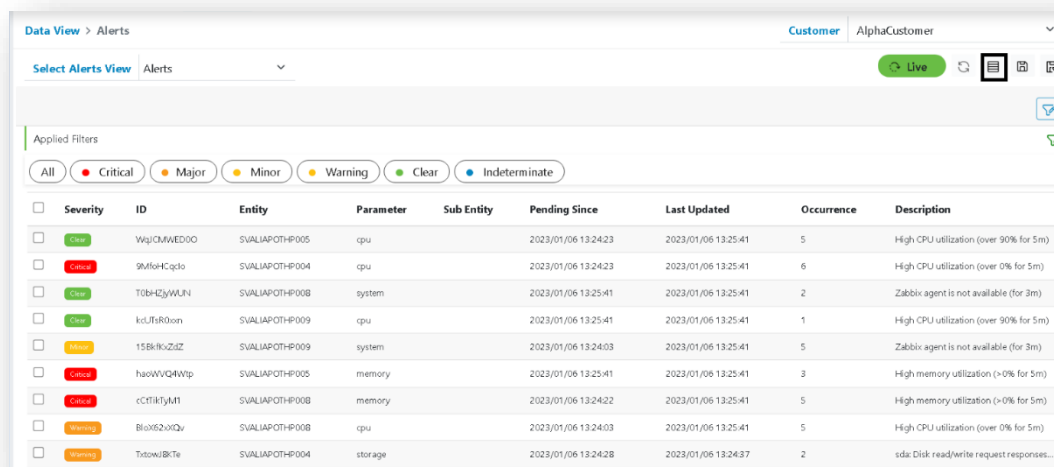 Data View > Alerts Customer AlphaCustomer
Select Alerts View Alerts Live
Applied Filters
All Critical Major Minor Warning Clear Indeterminate
Severity ID Entity Parameter Sub Entity Pending Since Last Updated Occurrence Description
Clear WqJCMWED0O SVALIAPOTHP005 cpu 2023/01/06 13:24:23 2023/01/06 13:25:41 5 High CPU utilization (over 90% for 5m)
Critical 9MfoHCqclo SVALIAPOTHP004 cpu 2023/01/06 13:24:23 2023/01/06 13:25:41 6 High CPU utilization (over 0% for 5m)
Clear T0bHZjyWUN SVALIAPOTHP008 system 2023/01/06 13:25:41 2023/01/06 13:25:41 2 Zabbix agent is not available (for 3m)
Clear kcUTsR0xxn SVALIAPOTHP009 cpu 2023/01/06 13:25:41 2023/01/06 13:25:41 1 High CPU utilization (over 90% for 5m)
Minor 15BkfKxZdZ SVALIAPOTHP009 system 2023/01/06 13:24:03 2023/01/06 13:25:41 5 Zabbix agent is not available (for 3m)
Critical haoWVQ4Wtp SVALIAPOTHP005 memory 2023/01/06 13:25:41 2023/01/06 13:25:41 3 High memory utilization (>0% for 5m)
Critical cCtTikTyM1 SVALIAPOTHP008 memory 2023/01/06 13:24:22 2023/01/06 13:25:41 5 High memory utilization (>0% for 5m)
Warning BloX62xXQv SVALIAPOTHP008 cpu 2023/01/06 13:24:03 2023/01/06 13:25:41 5 High CPU utilization (over 0% for 5m)
Warning TxtowJ8KTe SVALIAPOTHP004 storage 2023/01/06 13:24:28 2023/01/06 13:24:37 2 sda: Disk read/write request responses...